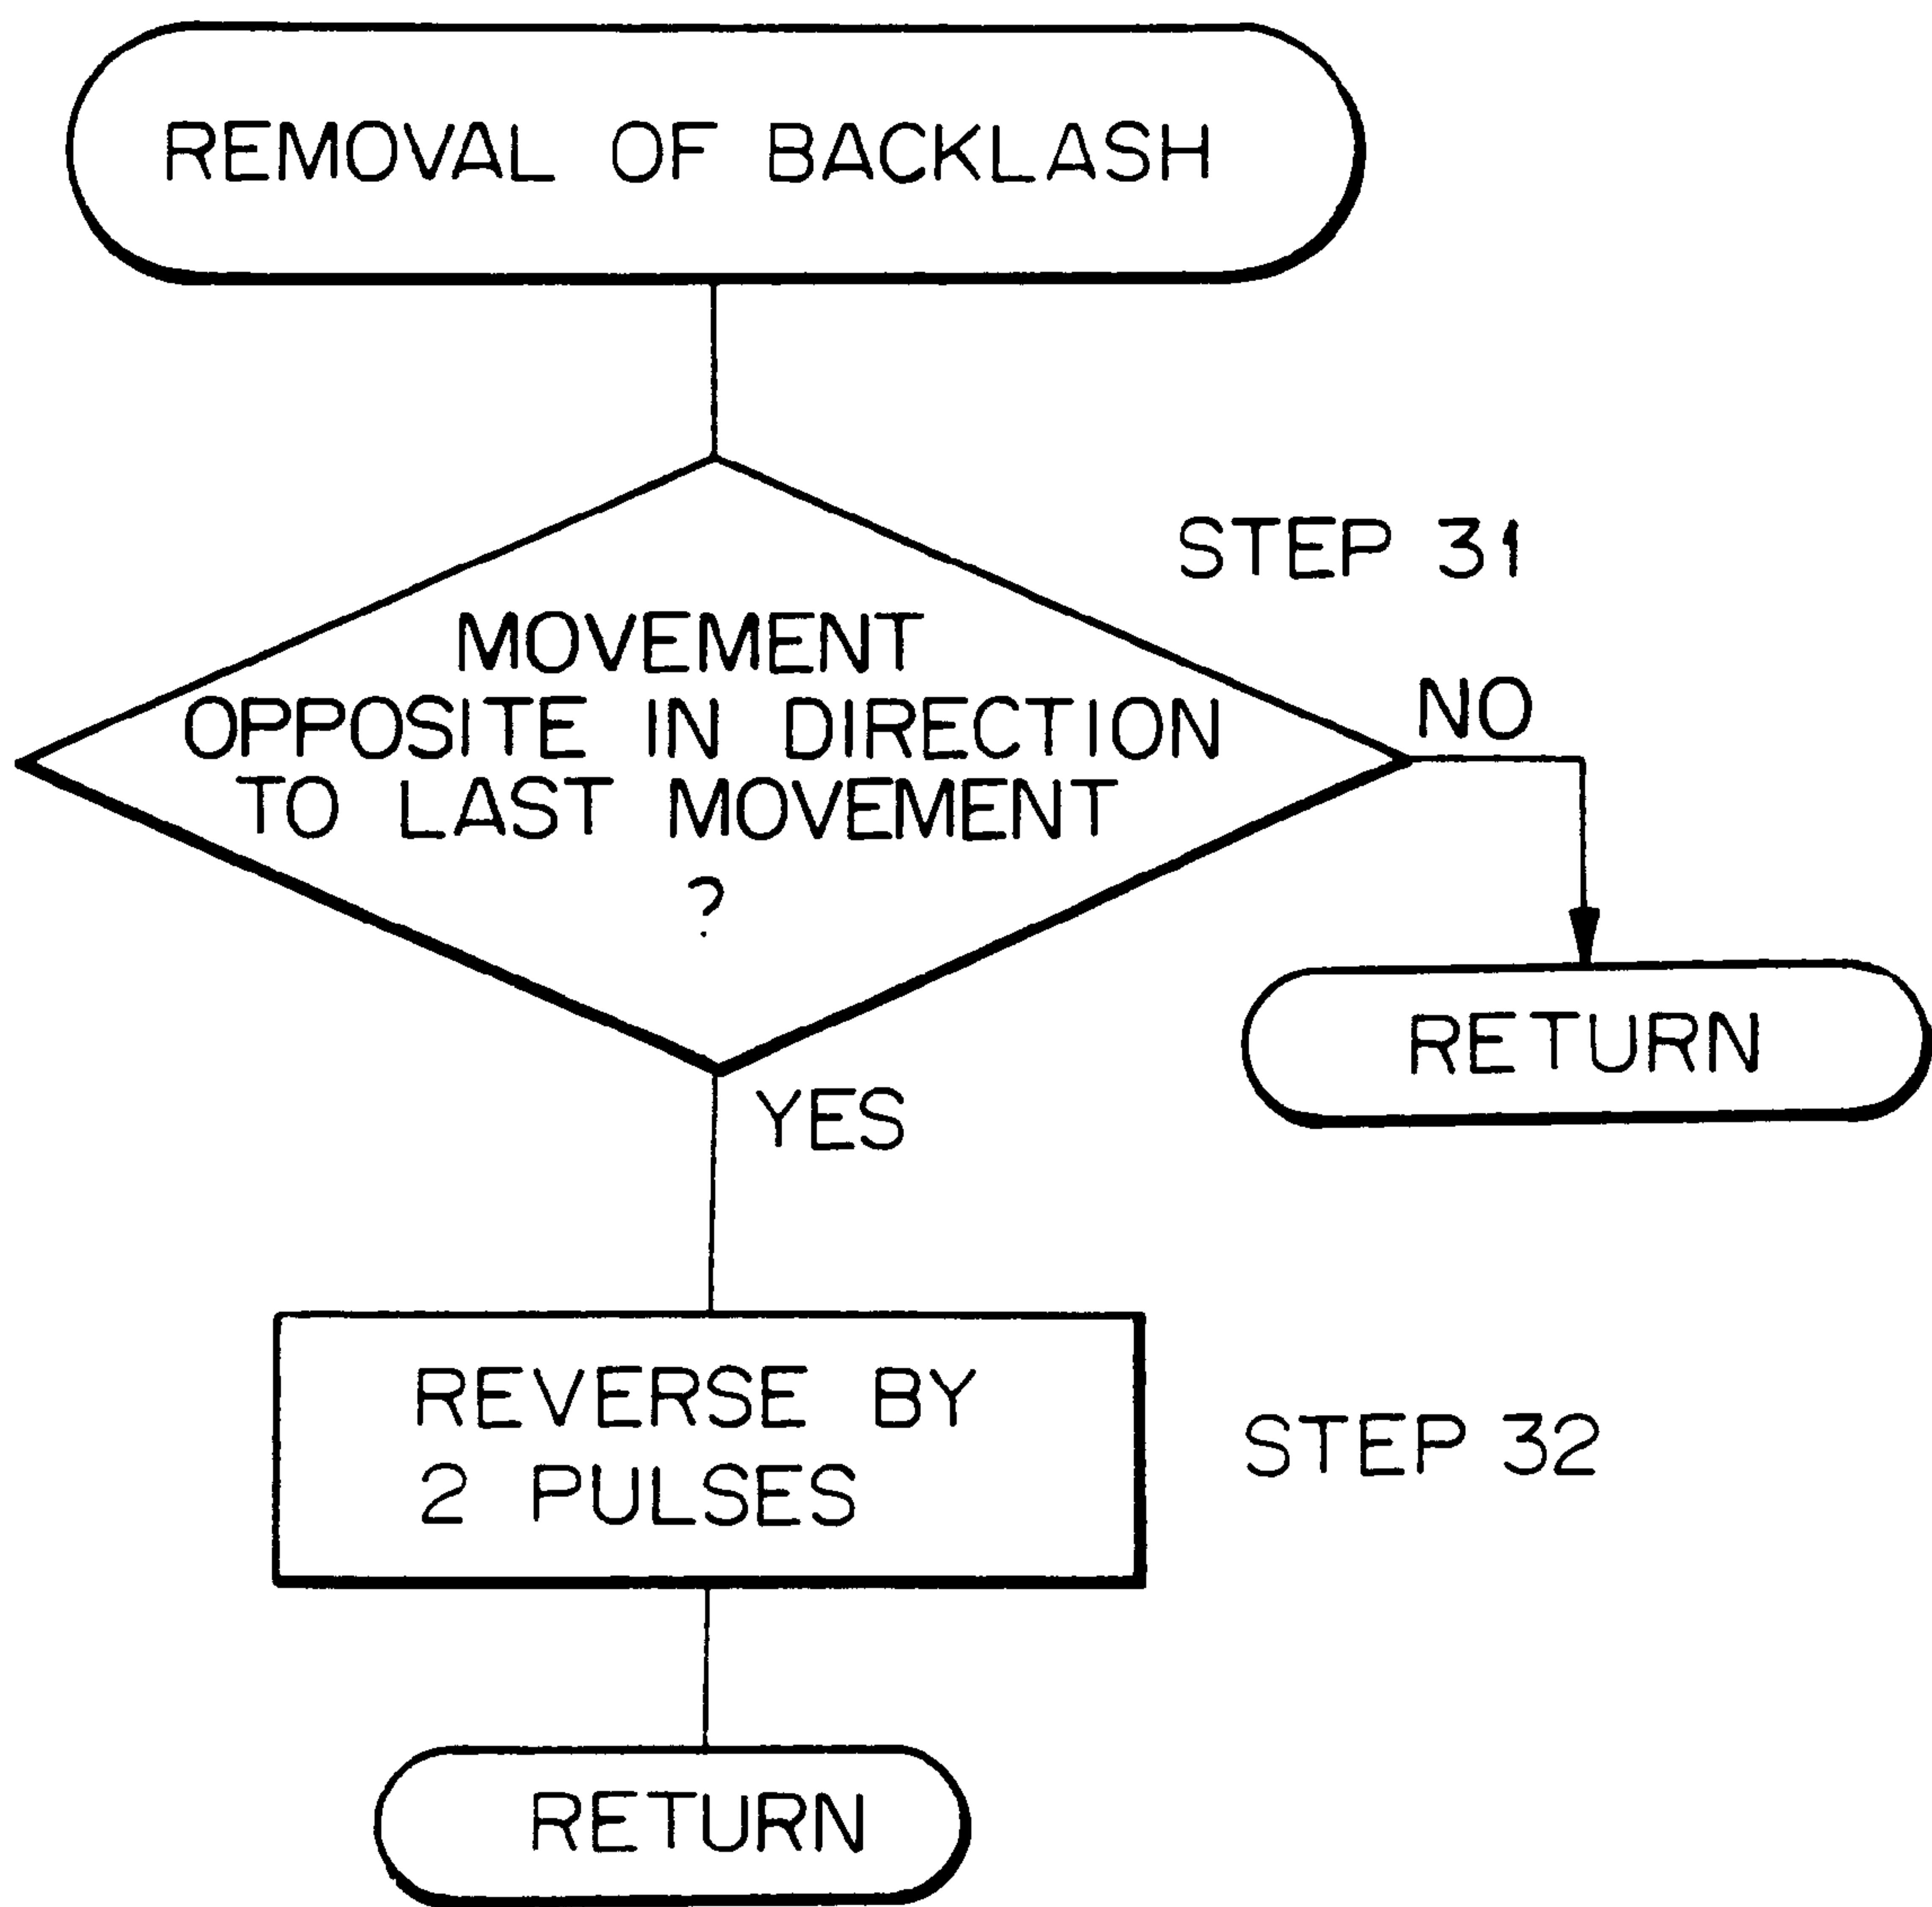 REMOVAL OF BACKLASH
STEP 31
MOVEMENT
OPPOSITE IN DIRECTION
TO LAST MOVEMENT
?
NO
RETURN
YES
REVERSE BY
2 PULSES
STEP 32
RETURN